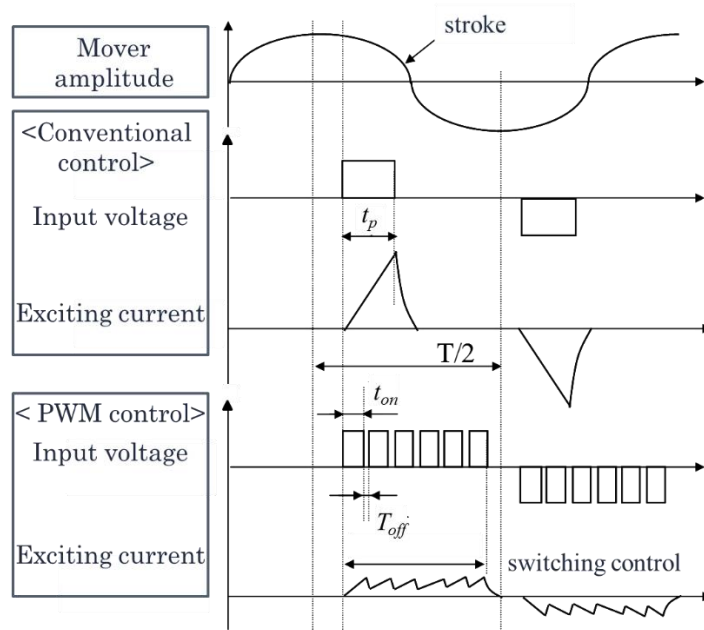 stroke
Mover
amplitude
<Conventional
control>
Input voltage
t_p
Exciting current
T/2
< PWM control>
t_on
Input voltage
T_off
Exciting current
switching control